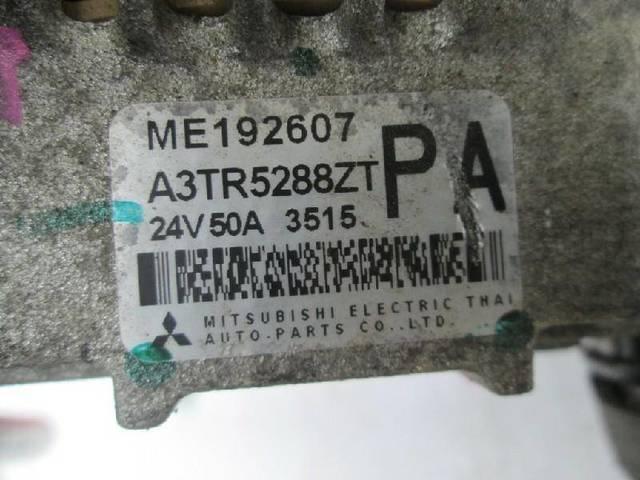 ME192607
A3TR5288ZT PA
24V 50A 3515
MITSUBISHI ELECTRIC THAI
AUTO-PARTS CO.,LTD.